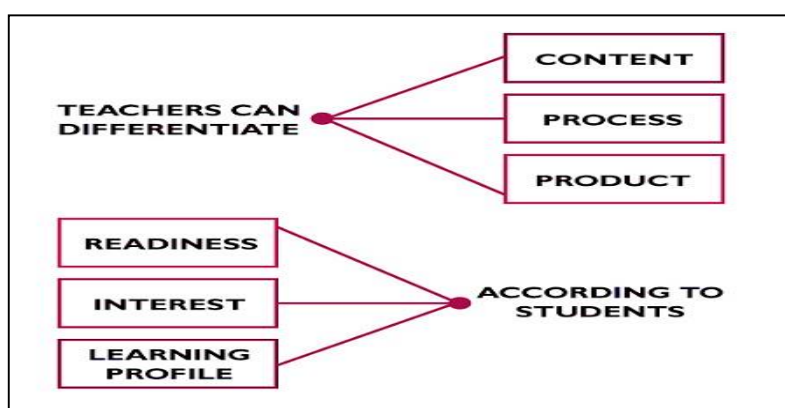 TEACHERS CAN
DIFFERENTIATE
CONTENT
PROCESS
PRODUCT
READINESS
INTEREST
LEARNING
PROFILE
ACCORDING TO
STUDENTS